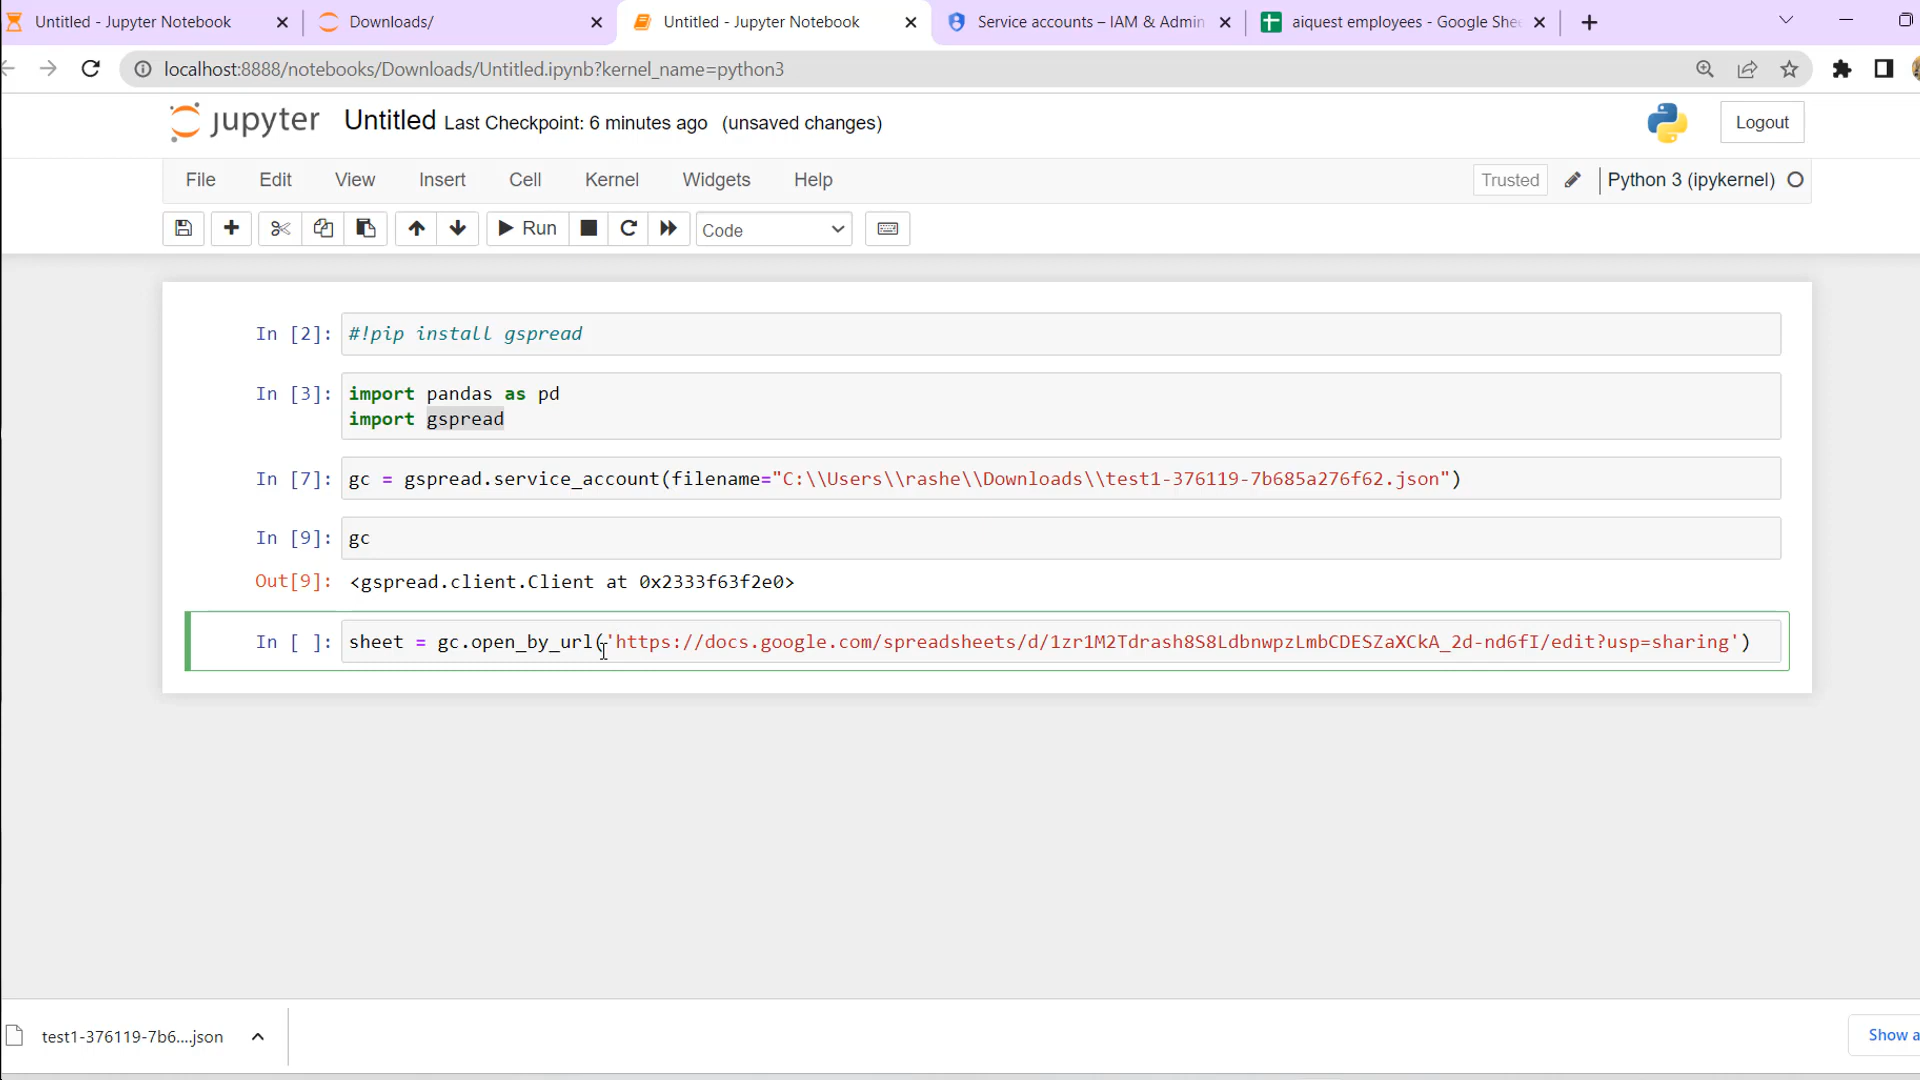 Untitled - Jupyter Notebook
Downloads/
Untitled - Jupyter Notebook
Service accounts – IAM & Admin
aiquest employees - Google She
localhost:8888/notebooks/Downloads/Untitled.ipynb?kernel_name=python3
jupyter Untitled Last Checkpoint: 6 minutes ago (unsaved changes)
Logout
File Edit View Insert Cell Kernel Widgets Help
Trusted
Python 3 (ipykernel)
Run
Code
In [2]: #!pip install gspread
In [3]: import pandas as pd
import gspread
In [7]: gc = gspread.service_account(filename="C:\\Users\\rashe\\Downloads\\test1-376119-7b685a276f62.json")
In [9]: gc
Out[9]: <gspread.client.Client at 0x2333f63f2e0>
In [ ]: sheet = gc.open_by_url('https://docs.google.com/spreadsheets/d/1zr1M2Tdrash8S8LdbnwpzLmbCDESZaXCkA_2d-nd6fI/edit?usp=sharing')
test1-376119-7b6....json
Show a